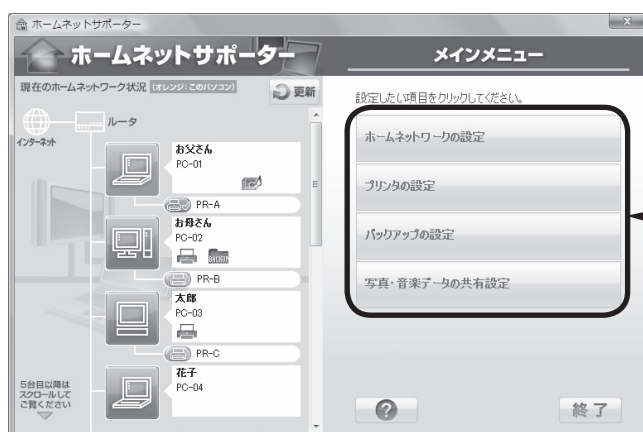 ホームネットサポーター
ホームネットサポーター
メインメニュー
現在のホームネットワーク状況 (オレンジ:このパソコン)
更新
インターネット
ルータ
お父さん
PC-01
PR-A
お母さん
PC-02
BACKUP
PR-B
太郎
PC-03
PR-C
花子
PC-04
5台目以降は
スクロールして
ご覧ください
設定したい項目をクリックしてください。
ホームネットワークの設定
プリンタの設定
バックアップの設定
写真・音楽データの共有設定
?
終了